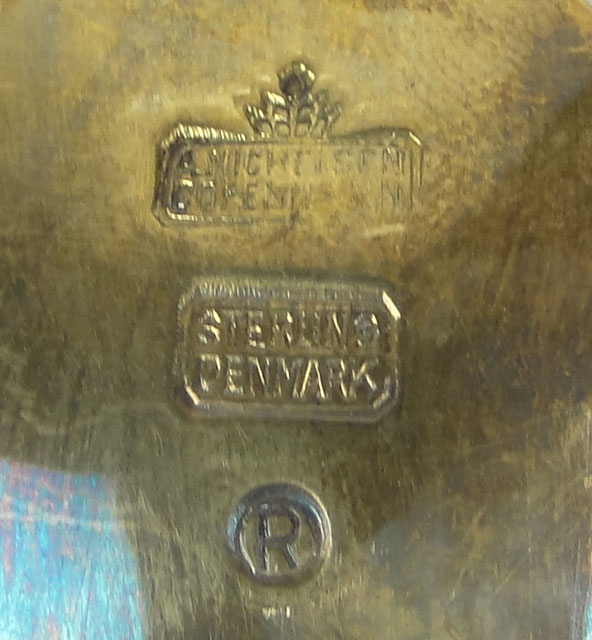 A.MICHELSEN
COPENHAGEN
STERLING
DENMARK
R